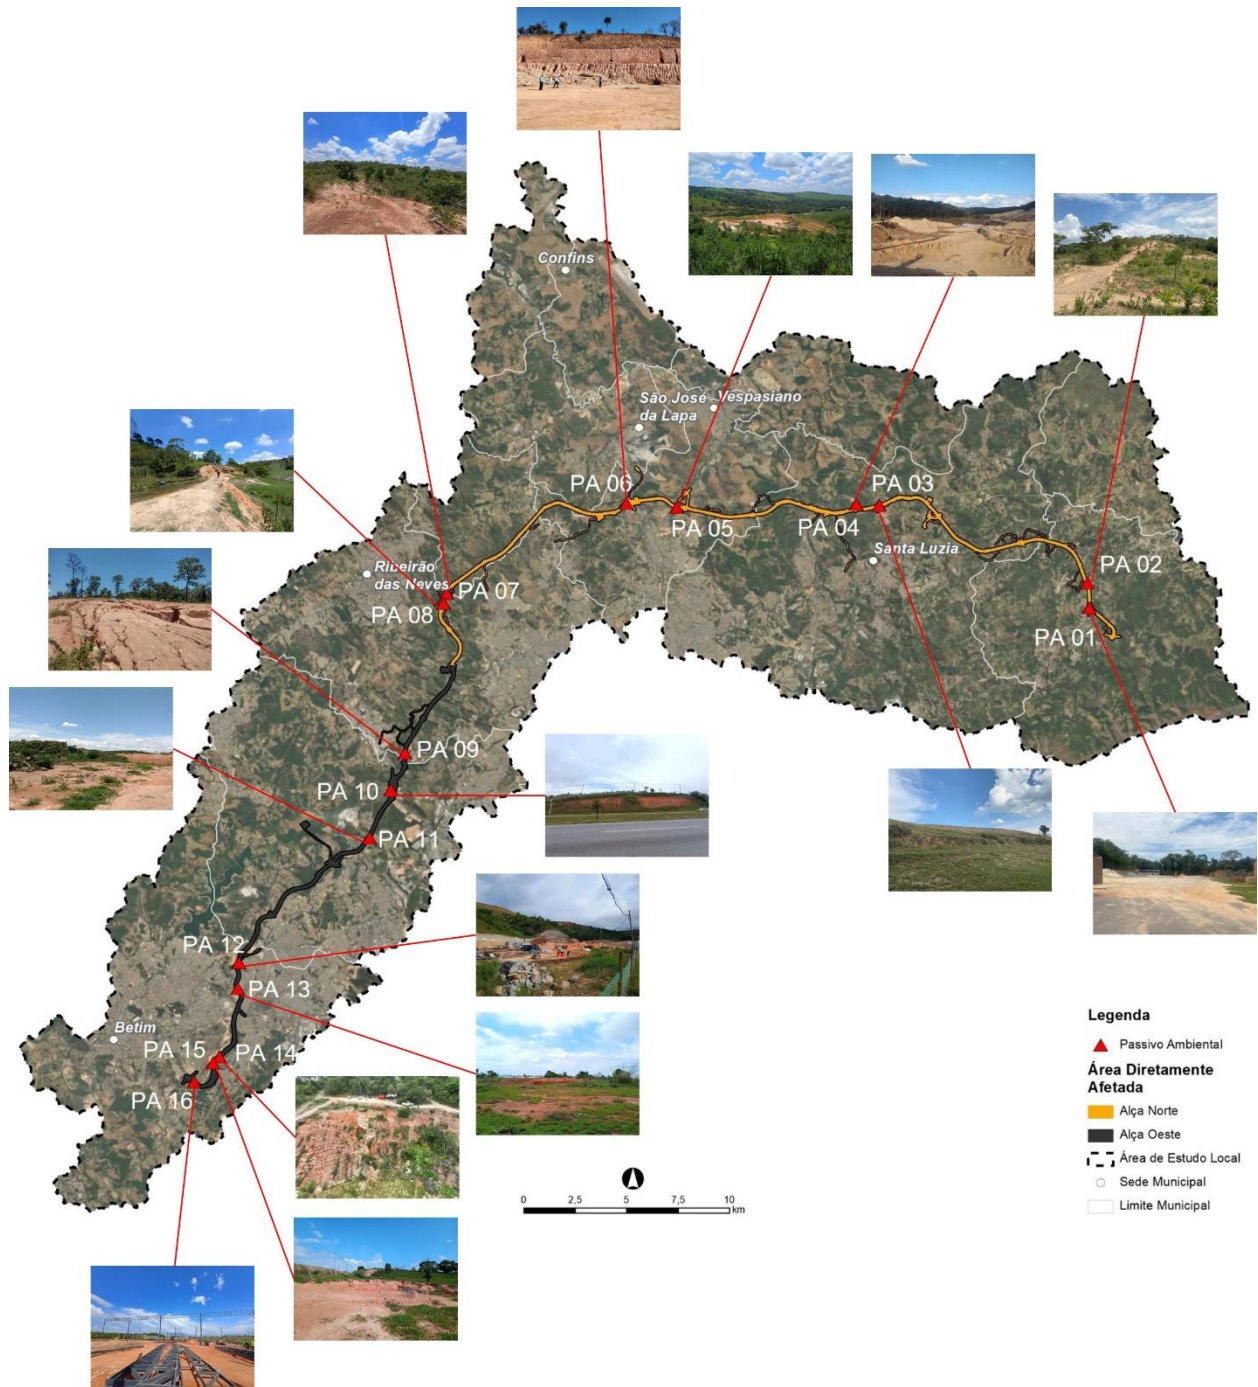 Confins
São José
da Lapa
Vespasiano
PA 06
PA 05
PA 04
PA 03
Santa Luzia
PA 02
PA 01
Ribeirão
das Neves
PA 07
PA 08
PA 09
PA 10
PA 11
PA 12
PA 13
Betim
PA 15
PA 14
PA 16
0 2,5 5 7,5 10
km
Legenda
Passivo Ambiental
Área Diretamente
Afetada
Alça Norte
Alça Oeste
Área de Estudo Local
Sede Municipal
Limite Municipal